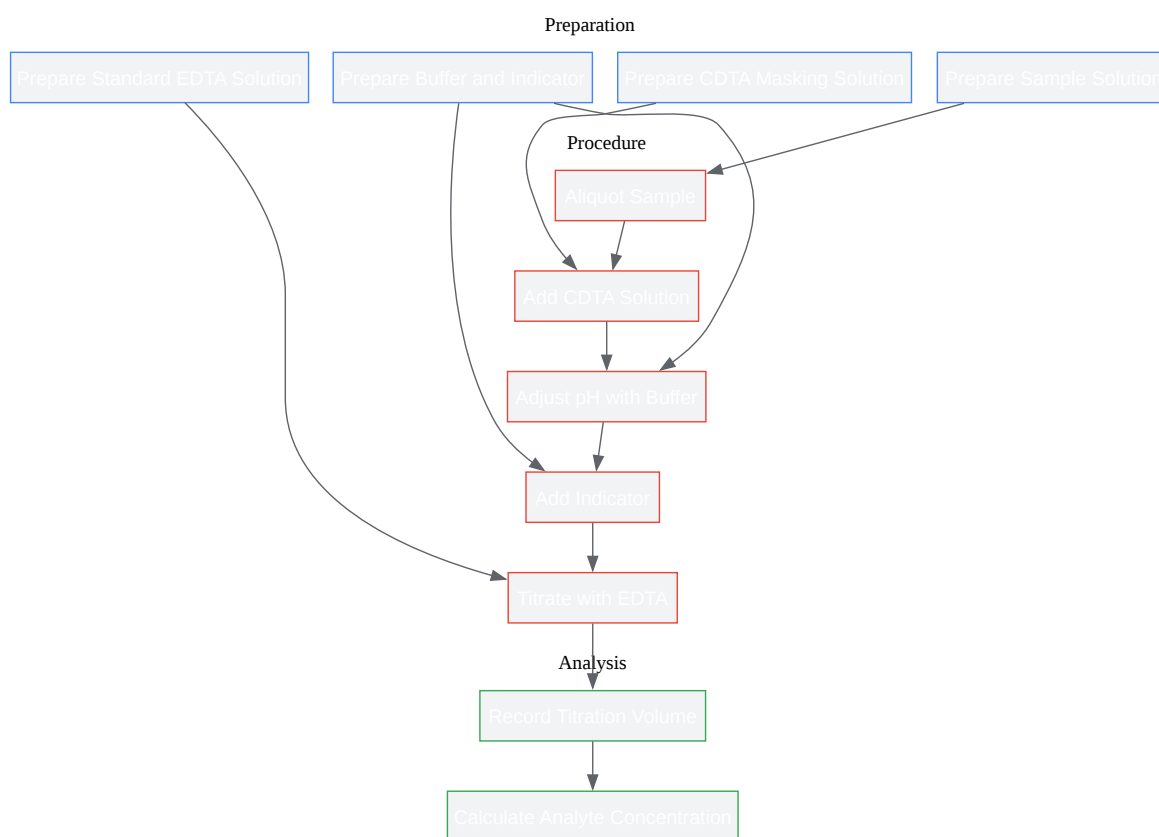 Preparation
Prepare Standard EDTA Solution
Prepare Buffer and Indicator
Prepare CDTA Masking Solution
Prepare Sample Solution
Procedure
Aliquot Sample
Add CDTA Solution
Adjust pH with Buffer
Add Indicator
Titrate with EDTA
Analysis
Record Titration Volume
Calculate Analyte Concentration